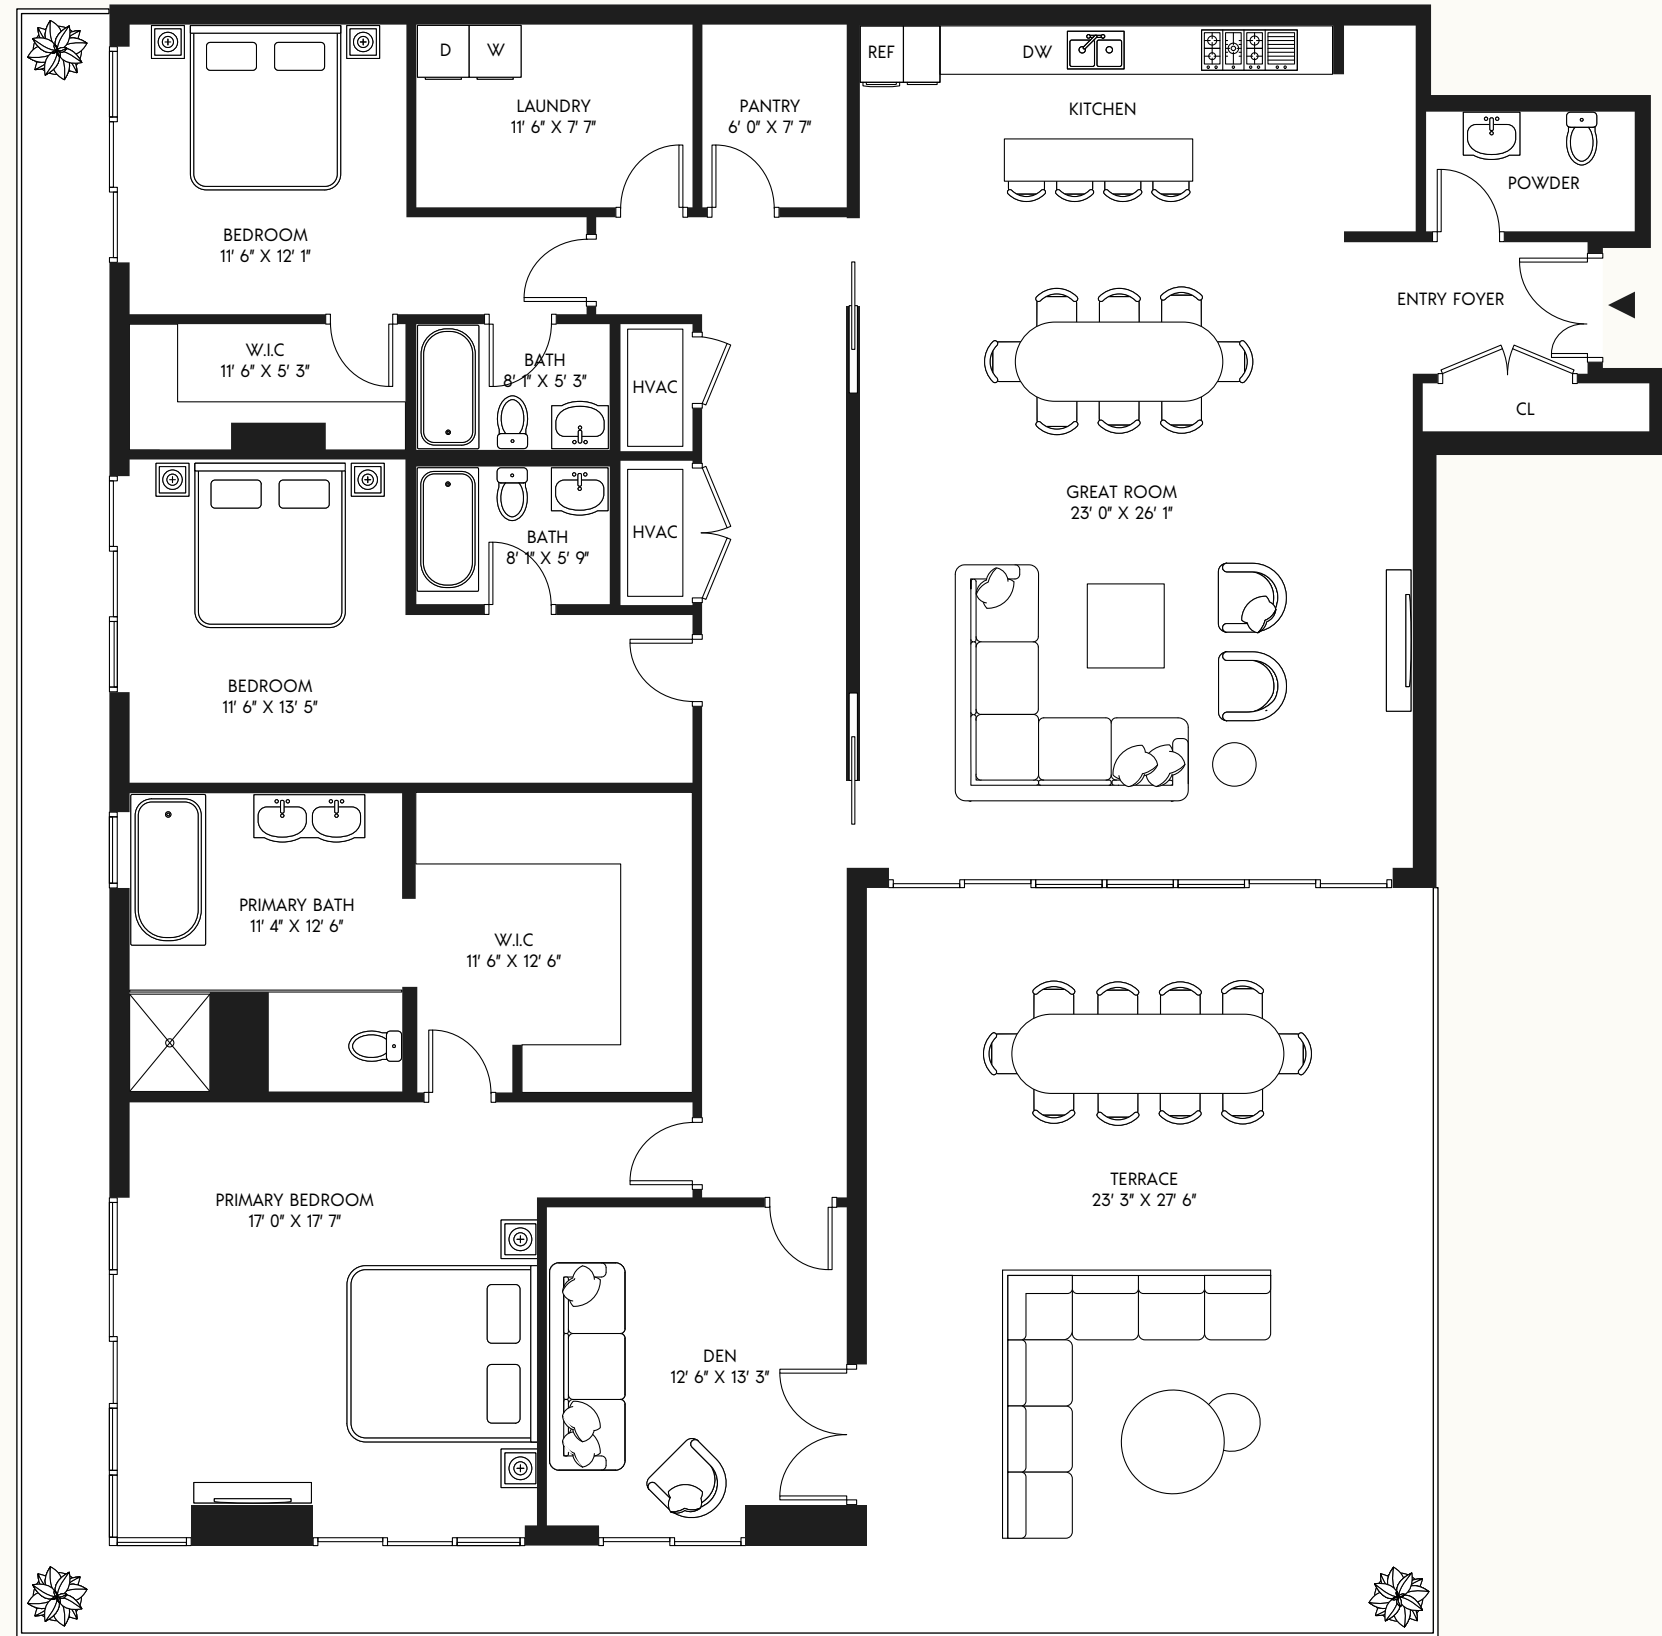 D
W
LAUNDRY
11' 6" X 7' 7"
PANTRY
6' 0" X 7' 7"
REF
DW
KITCHEN
POWDER
BEDROOM
11' 6" X 12' 1"
ENTRY FOYER
W.I.C
11' 6" X 5' 3"
BATH
8' 1" X 5' 3"
HVAC
CL
GREAT ROOM
23' 0" X 26' 1"
BATH
8' 1" X 5' 9"
HVAC
BEDROOM
11' 6" X 13' 5"
PRIMARY BATH
11' 4" X 12' 6"
W.I.C
11' 6" X 12' 6"
PRIMARY BEDROOM
17' 0" X 17' 7"
TERRACE
23' 3" X 27' 6"
DEN
12' 6" X 13' 3"